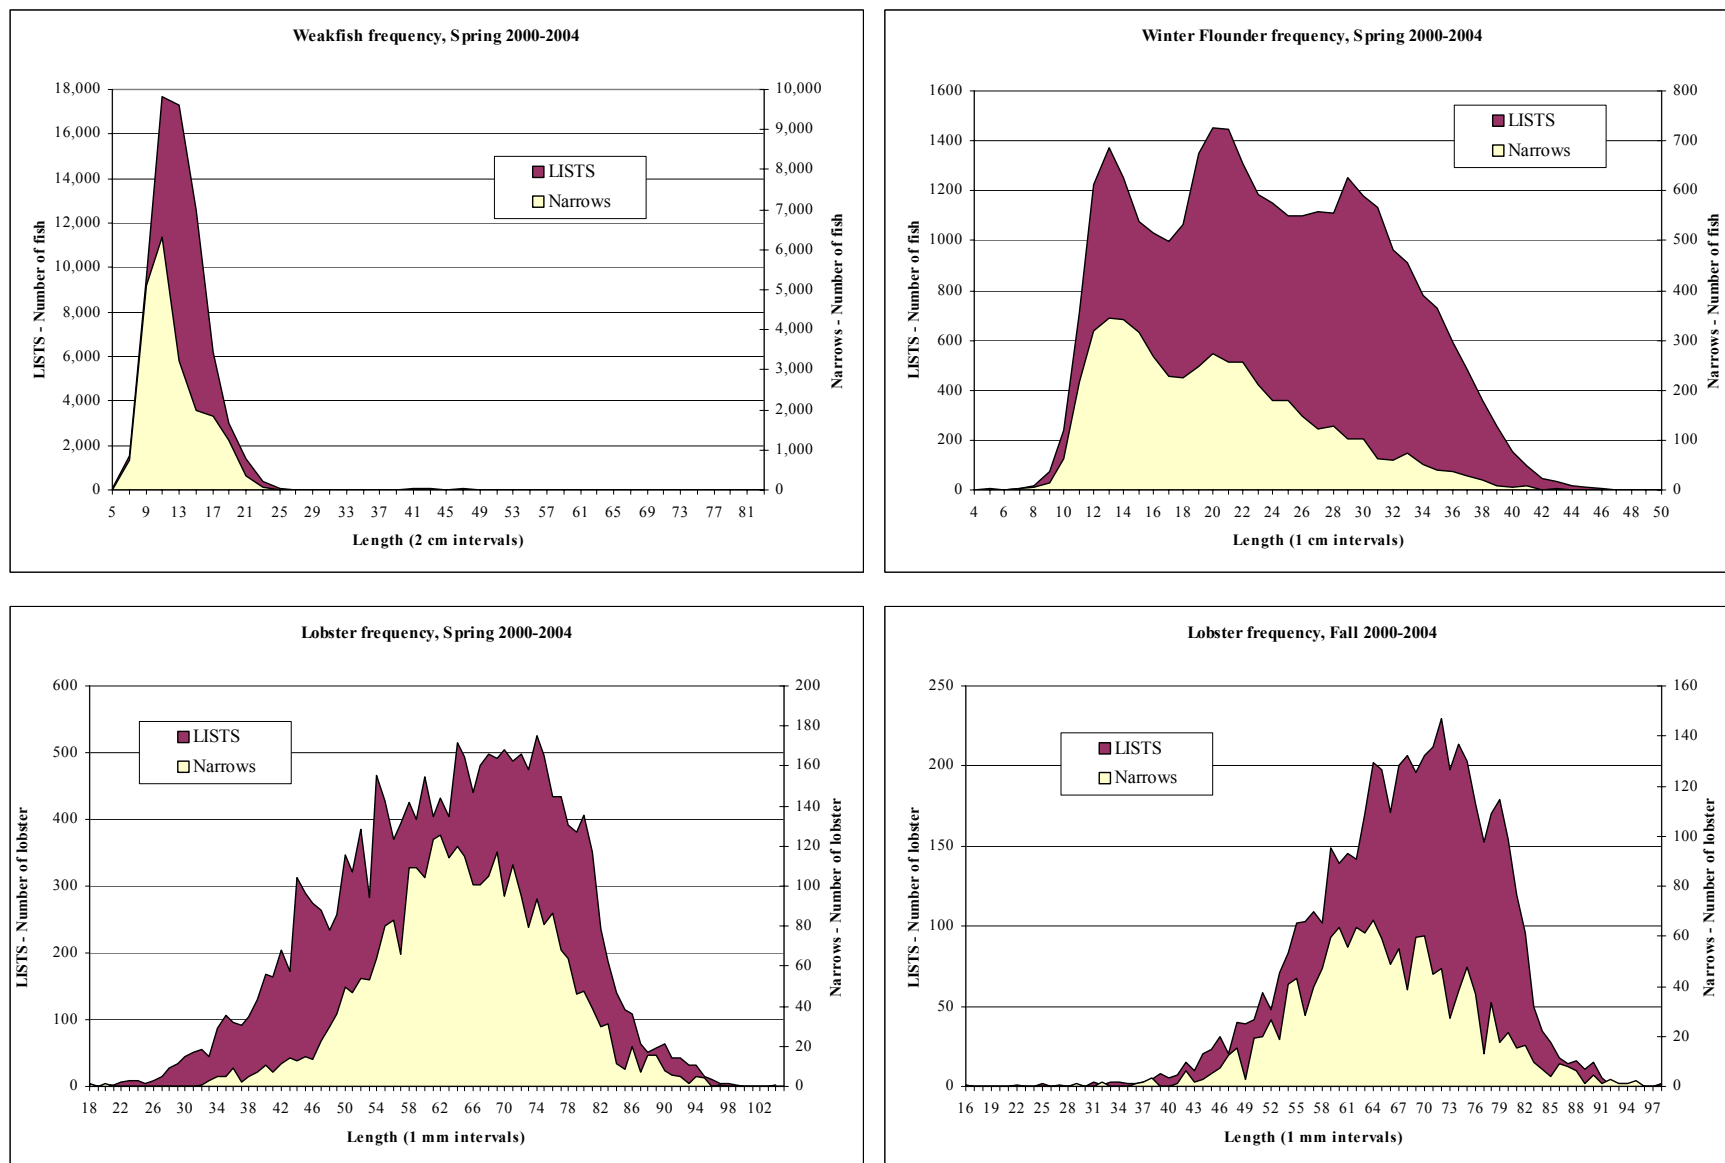 Weakfish frequency, Spring 2000-2004
18,000
16,000
14,000
12,000
10,000
8,000
6,000
4,000
2,000
0
10,000
9,000
8,000
7,000
6,000
5,000
4,000
3,000
2,000
1,000
0
LISTS - Number of fish
Narrows - Number of fish
LISTS
Narrows
5 9 13 17 21 25 29 33 37 41 45 49 53 57 61 65 69 73 77 81
Length (2 cm intervals)
Winter Flounder frequency, Spring 2000-2004
1600
1400
1200
1000
800
600
400
200
0
800
700
600
500
400
300
200
100
0
LISTS - Number of fish
Narrows - Number of fish
LISTS
Narrows
4 6 8 10 12 14 16 18 20 22 24 26 28 30 32 34 36 38 40 42 44 46 48 50
Length (1 cm intervals)
Lobster frequency, Spring 2000-2004
600
500
400
300
200
100
0
200
180
160
140
120
100
80
60
40
20
0
LISTS - Number of lobster
Narrows - Number of lobster
LISTS
Narrows
18 22 26 30 34 38 42 46 50 54 58 62 66 70 74 78 82 86 90 94 98 102
Length (1 mm intervals)
Lobster frequency, Fall 2000-2004
250
200
150
100
50
0
160
140
120
100
80
60
40
20
0
LISTS - Number of lobster
Narrows - Number of lobster
LISTS
Narrows
16 19 22 25 28 31 34 37 40 43 46 49 52 55 58 61 64 67 70 73 76 79 82 85 88 91 94 97
Length (1 mm intervals)